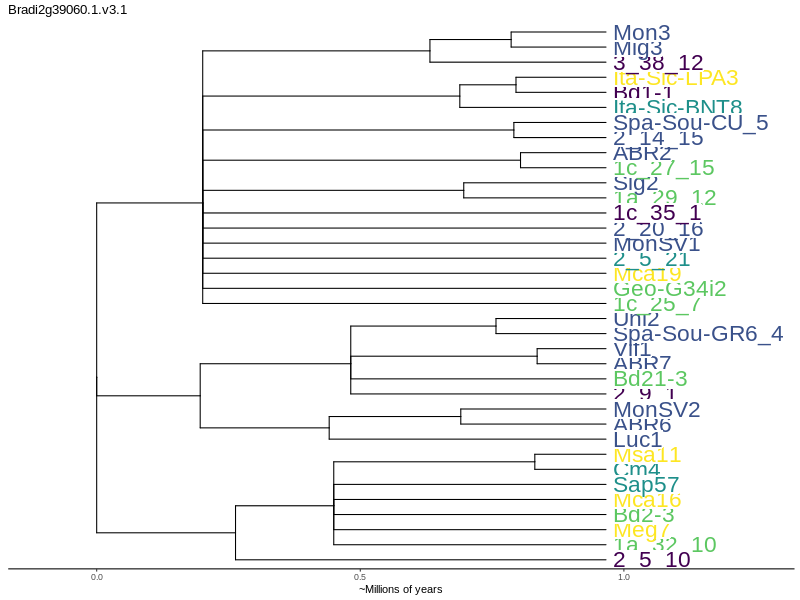 Bradi2g39060.1.v3.1
Mon3
Mig3
3_38_12
Ita-Sic-LPA3
Bd1-1
Ita-Sic-BNT8
Spa-Sou-CU_5
2_14_15
ABR2
1c_27_15
Sig2
1a_29_12
1c_35_1
2_20_16
MonSV1
2_5_21
Mca19
Geo-G34i2
1c_25_7
Uni2
Spa-Sou-GR6_4
Vlf1
ABR7
Bd21-3
2_9_1
MonSV2
ABR6
Luc1
Msa11
Cm4
Sap57
Mca16
Bd2-3
Meg7
1a_32_10
2_5_10
0.0 0.5 1.0
~Millions of years